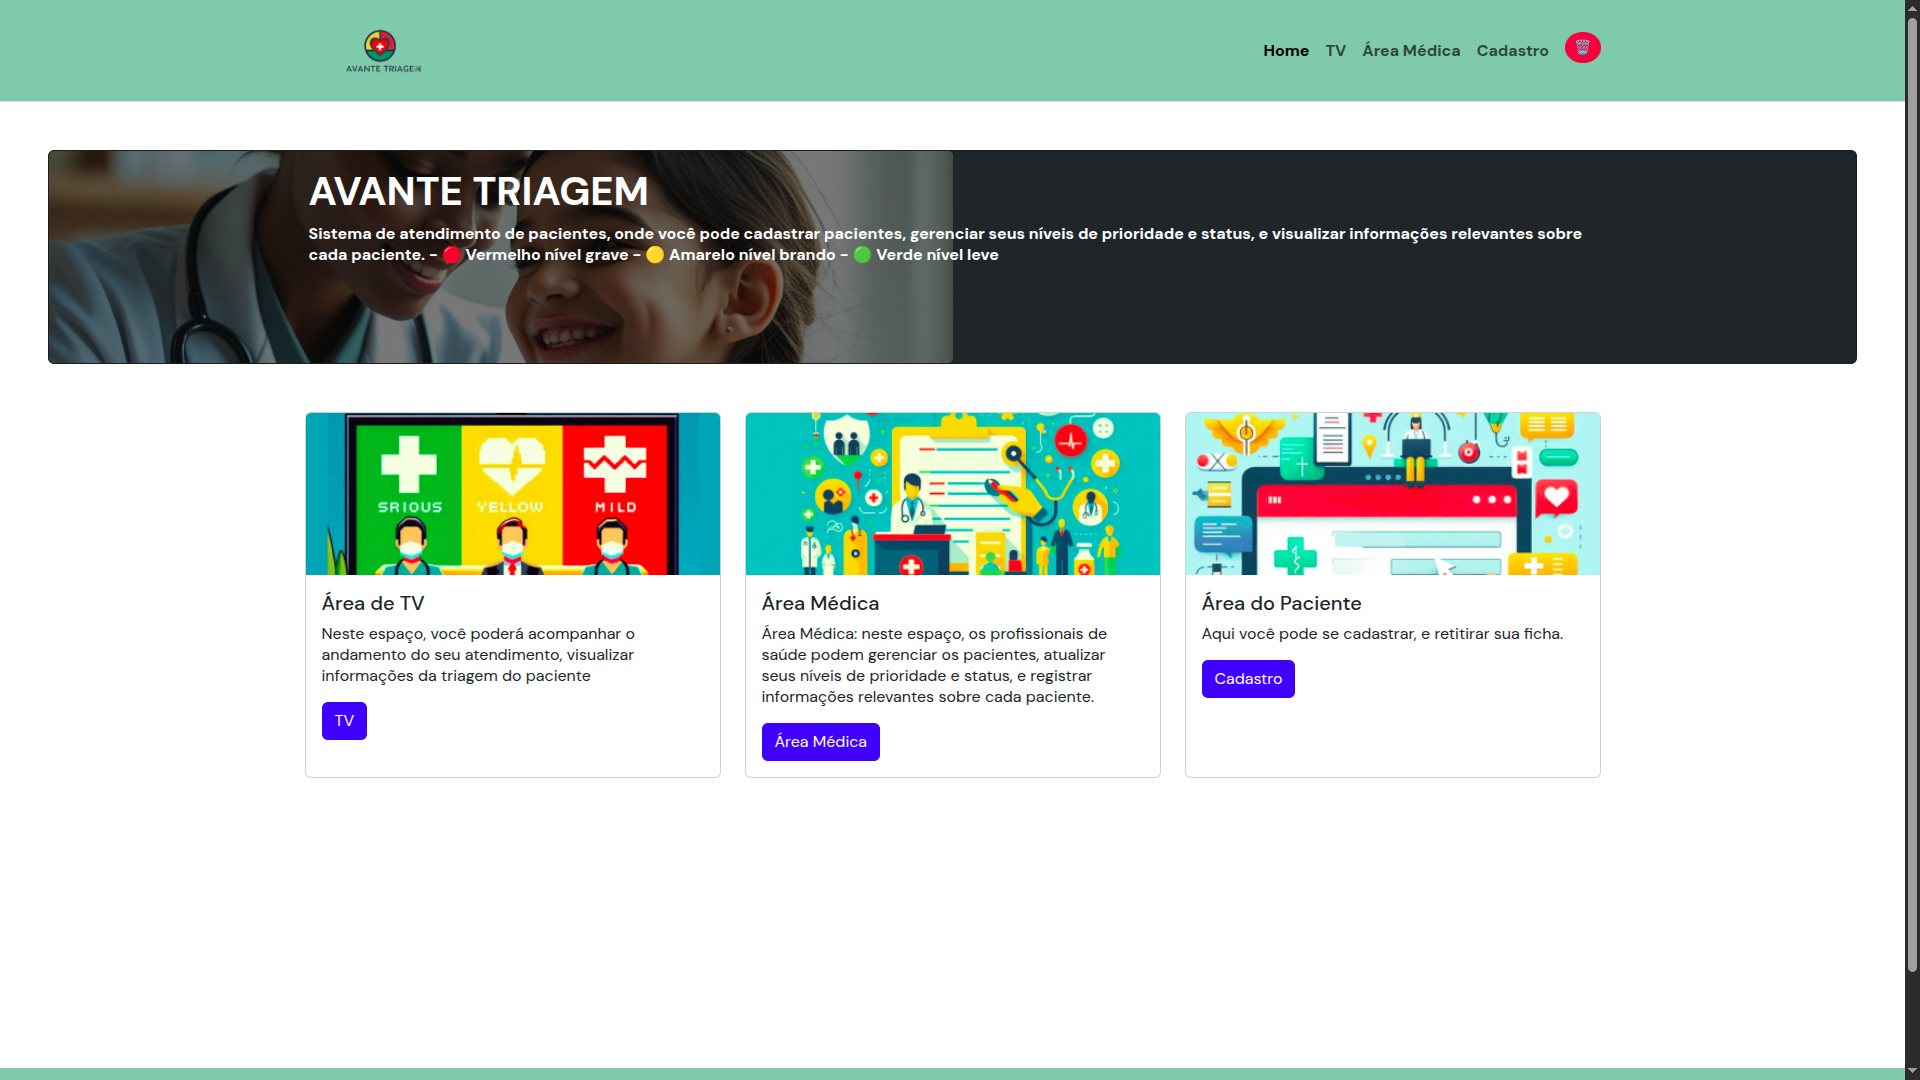 AVANTE TRIAGEM
Home TV Área Médica Cadastro
AVANTE TRIAGEM
Sistema de atendimento de pacientes, onde você pode cadastrar pacientes, gerenciar seus níveis de prioridade e status, e visualizar informações relevantes sobre
cada paciente. - 🔴 Vermelho nível grave - 🟡 Amarelo nível brando - 🟢 Verde nível leve
SRIOUS YELLOW MILD
Área de TV
Neste espaço, você poderá acompanhar o
andamento do seu atendimento, visualizar
informações da triagem do paciente
TV
Área Médica
Área Médica: neste espaço, os profissionais de
saúde podem gerenciar os pacientes, atualizar
seus níveis de prioridade e status, e registrar
informações relevantes sobre cada paciente.
Área Médica
Área do Paciente
Aqui você pode se cadastrar, e retitirar sua ficha.
Cadastro